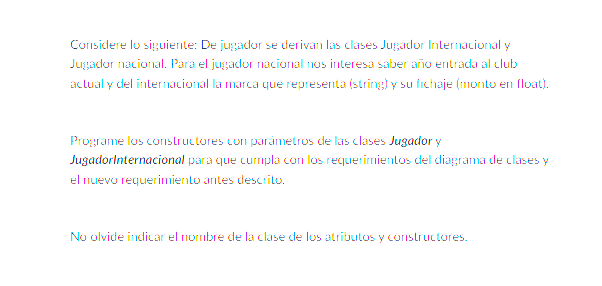 Considere lo siguiente: De jugador se derivan las clases Jugador Internacional y
Jugador nacional. Para el jugador nacional nos interesa saber año entrada al club
actual y del internacional la marca que representa (string) y su fichaje (monto en float).
Programe los constructores con parámetros de las clases Jugador y
JugadorInternacional para que cumpla con los requerimientos del diagrama de clases y
el nuevo requerimiento antes descrito.
No olvide indicar el nombre de la clase de los atributos y constructores.